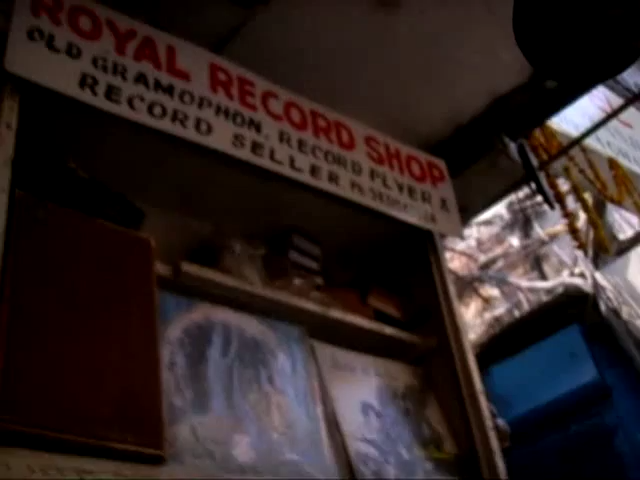 ROYAL RECORD SHOP
OLD GRAMOPHON, RECORD PLYER &
RECORD SELLER